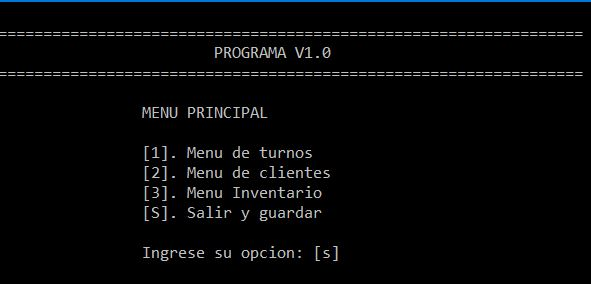 =================================================================
PROGRAMA V1.0
=================================================================
MENU PRINCIPAL
[1]. Menu de turnos
[2]. Menu de clientes
[3]. Menu Inventario
[S]. Salir y guardar
Ingrese su opcion: [s]